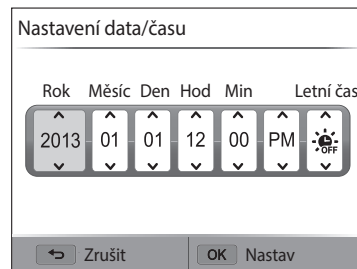 Nastavení data/času
Rok Měsíc Den Hod Min Letní čas
2013 01 01 12 00 PM OFF
Zrušit OK Nastav